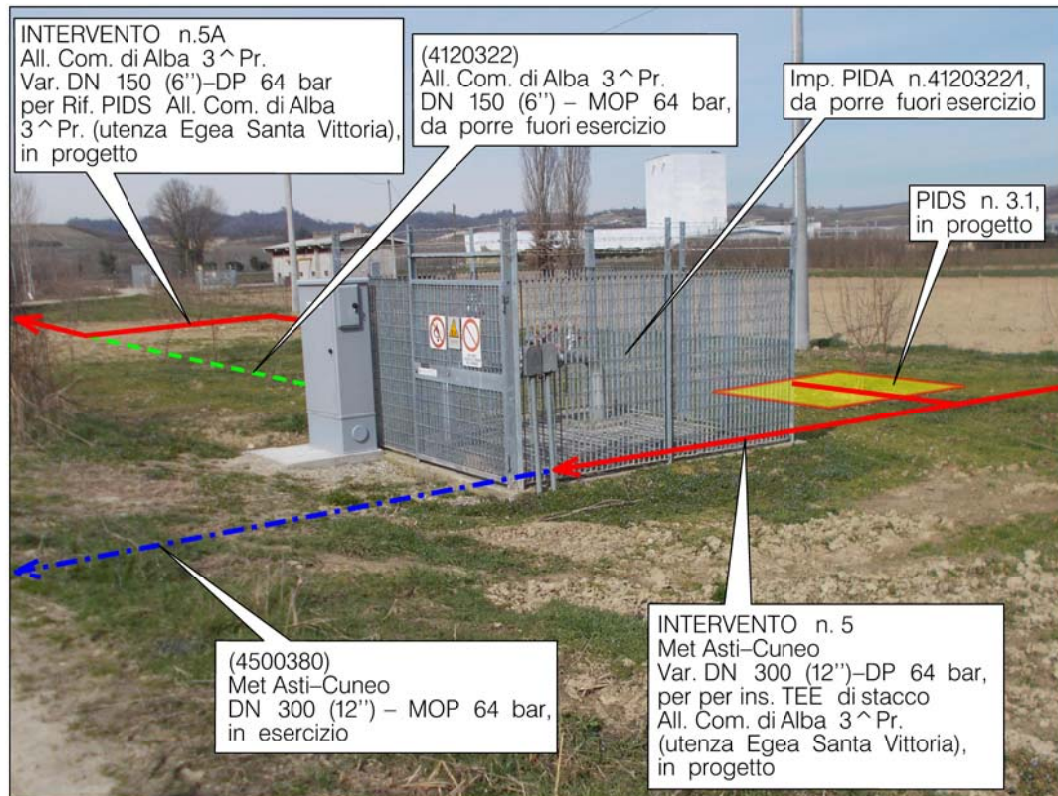 INTERVENTO n.5A
All. Com. di Alba 3^Pr.
Var. DN 150 (6'')–DP 64 bar
per Rif. PIDS All. Com. di Alba
3^Pr. (utenza Egea Santa Vittoria),
in progetto
(4120322)
All. Com. di Alba 3^Pr.
DN 150 (6'') – MOP 64 bar,
da porre fuori esercizio
Imp. PIDA n.4120322/1,
da porre fuori esercizio
PIDS n. 3.1,
in progetto
(4500380)
Met Asti–Cuneo
DN 300 (12'') – MOP 64 bar,
in esercizio
INTERVENTO n. 5
Met Asti–Cuneo
Var. DN 300 (12'')–DP 64 bar,
per per ins. TEE di stacco
All. Com. di Alba 3^Pr.
(utenza Egea Santa Vittoria),
in progetto